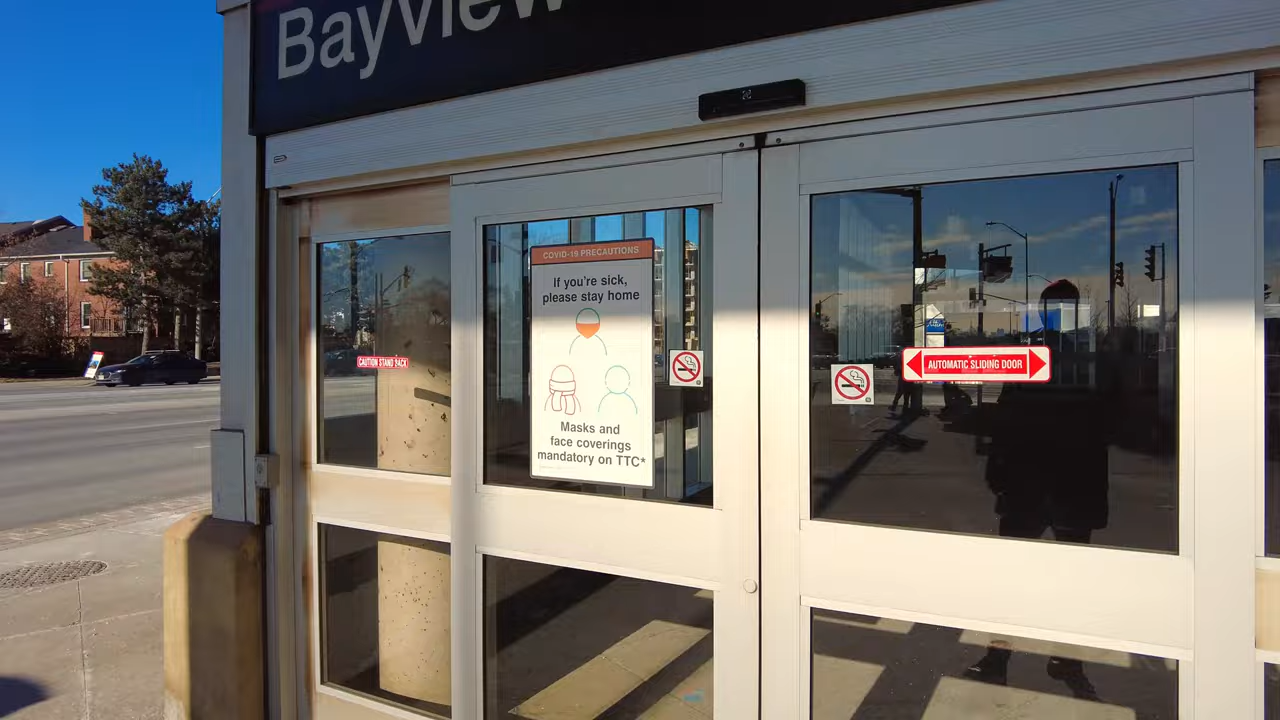 Bayview
COVID-19 PRECAUTIONS
If you're sick,
please stay home
Masks and
face coverings
mandatory on TTC*
CAUTION STAND BACK
AUTOMATIC SLIDING DOOR